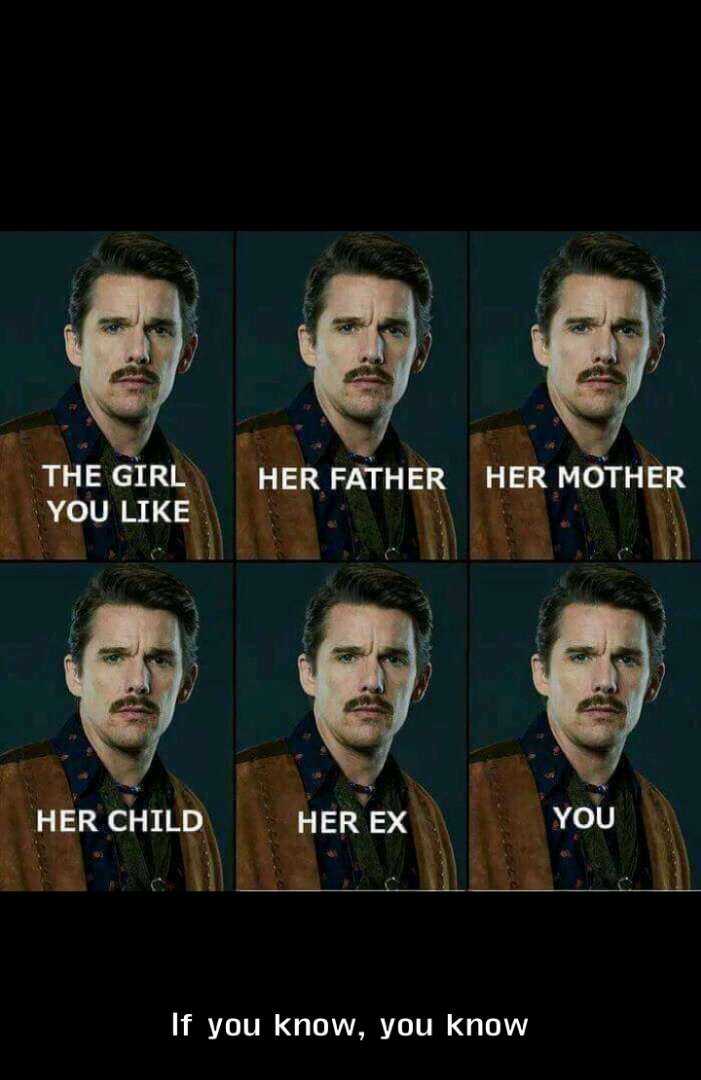 THE GIRL
YOU LIKE
HER FATHER
HER MOTHER
HER CHILD
HER EX
YOU
If you know, you know